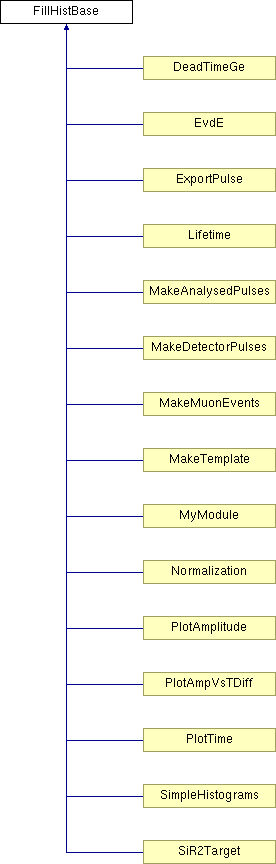 FillHistBase
DeadTimeGe
EvdE
ExportPulse
Lifetime
MakeAnalysedPulses
MakeDetectorPulses
MakeMuonEvents
MakeTemplate
MyModule
Normalization
PlotAmplitude
PlotAmpVsTDiff
PlotTime
SimpleHistograms
SiR2Target